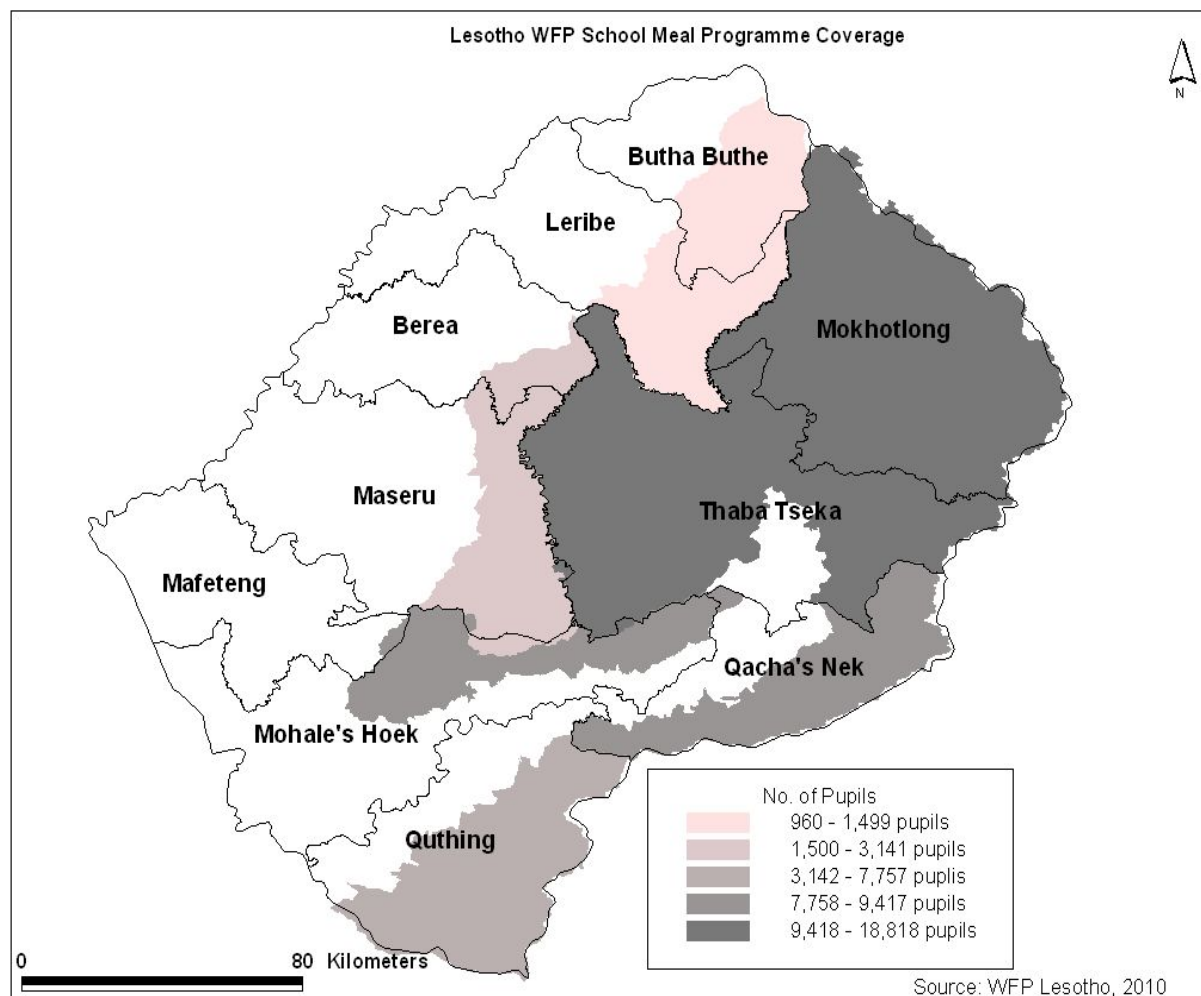 Lesotho WFP School Meal Programme Coverage
N
Butha Buthe
Leribe
Berea
Mokhotlong
Maseru
Thaba Tseka
Mafeteng
Qacha's Nek
Mohale's Hoek
Quthing
No. of Pupils
960 - 1,499 pupils
1,500 - 3,141 pupils
3,142 - 7,757 puplis
7,758 - 9,417 pupils
9,418 - 18,818 pupils
0 80 Kilometers
Source: WFP Lesotho, 2010